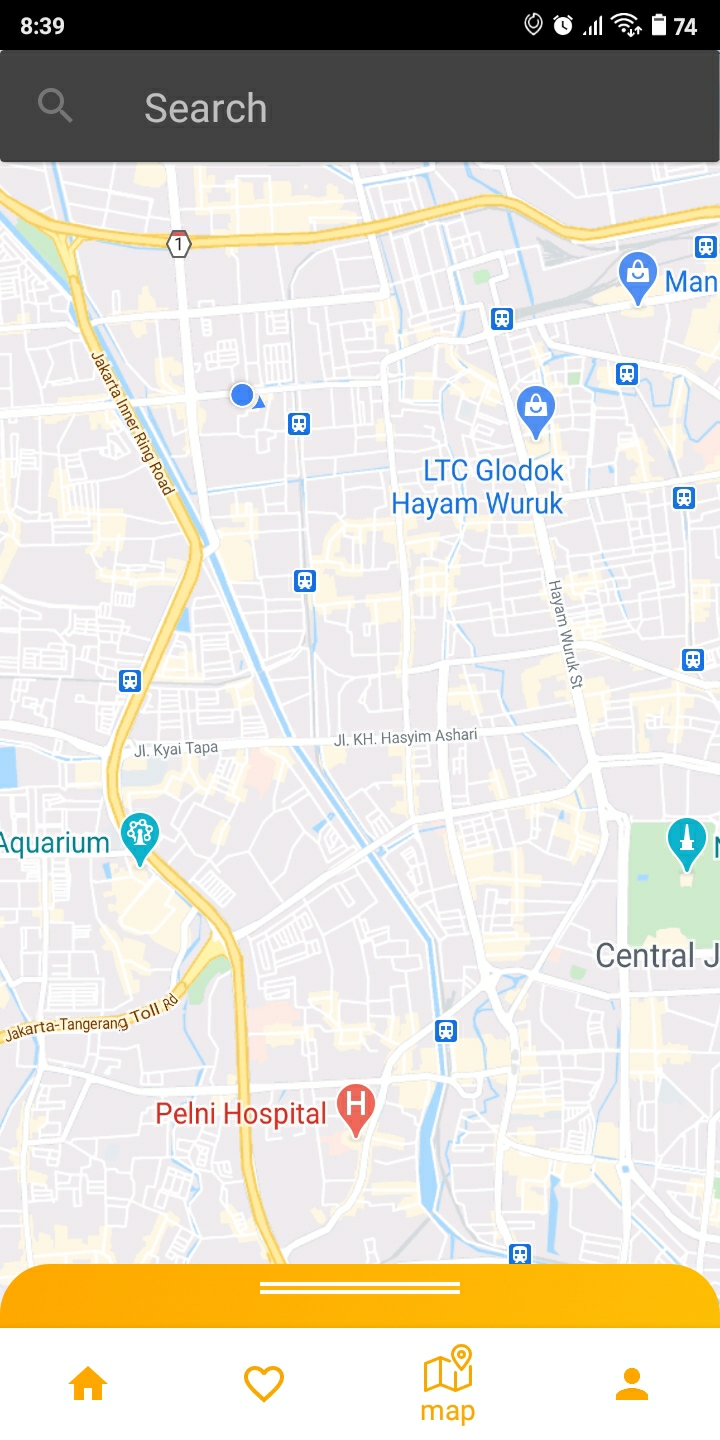 8:39
74
Search
1
Man
Jakarta Inner Ring Road
LTC Glodok
Hayam Wuruk
Hayam Wuruk St
Jl. Kyai Tapa
Jl. KH. Hasyim Ashari
Aquarium
N
Central J
Jakarta-Tangerang Toll Rd
Pelni Hospital
H
map